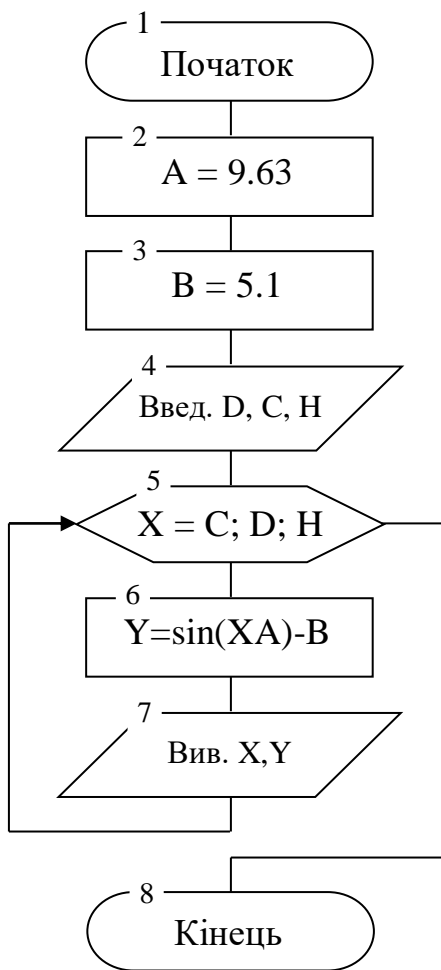 1
Початок
2
A = 9.63
3
B = 5.1
4
Введ. D, C, H
5
X = C; D; H
6
Y=sin(XA)-B
7
Вив. X,Y
8
Кінець